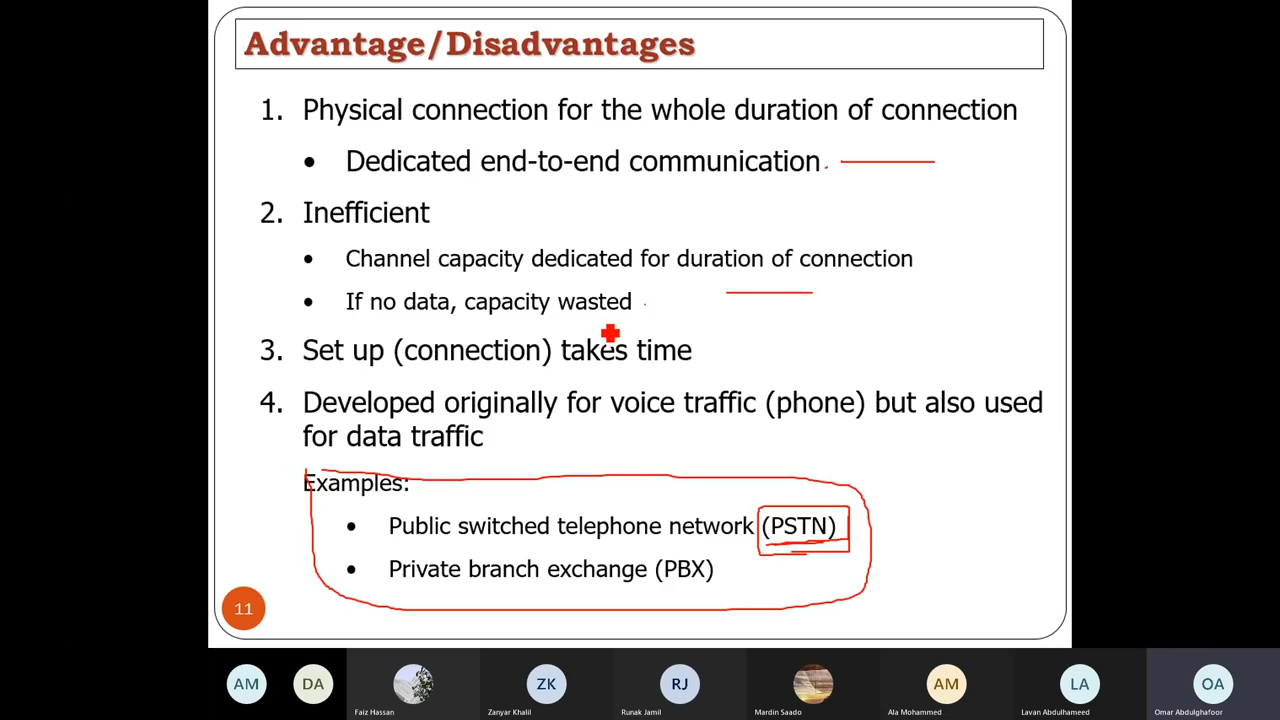 Advantage/Disadvantages
1. Physical connection for the whole duration of connection
• Dedicated end-to-end communication
2. Inefficient
• Channel capacity dedicated for duration of connection
• If no data, capacity wasted
3. Set up (connection) takes time
4. Developed originally for voice traffic (phone) but also used
for data traffic
Examples:
• Public switched telephone network (PSTN)
• Private branch exchange (PBX)
11
AM DA ZK RJ AM LA OA
Faiz Hassan Zanyar Khalil Runak Jamil Mardin Saado Ala Mohammed Lavan Abdulhameed Omar Abdulghafoor